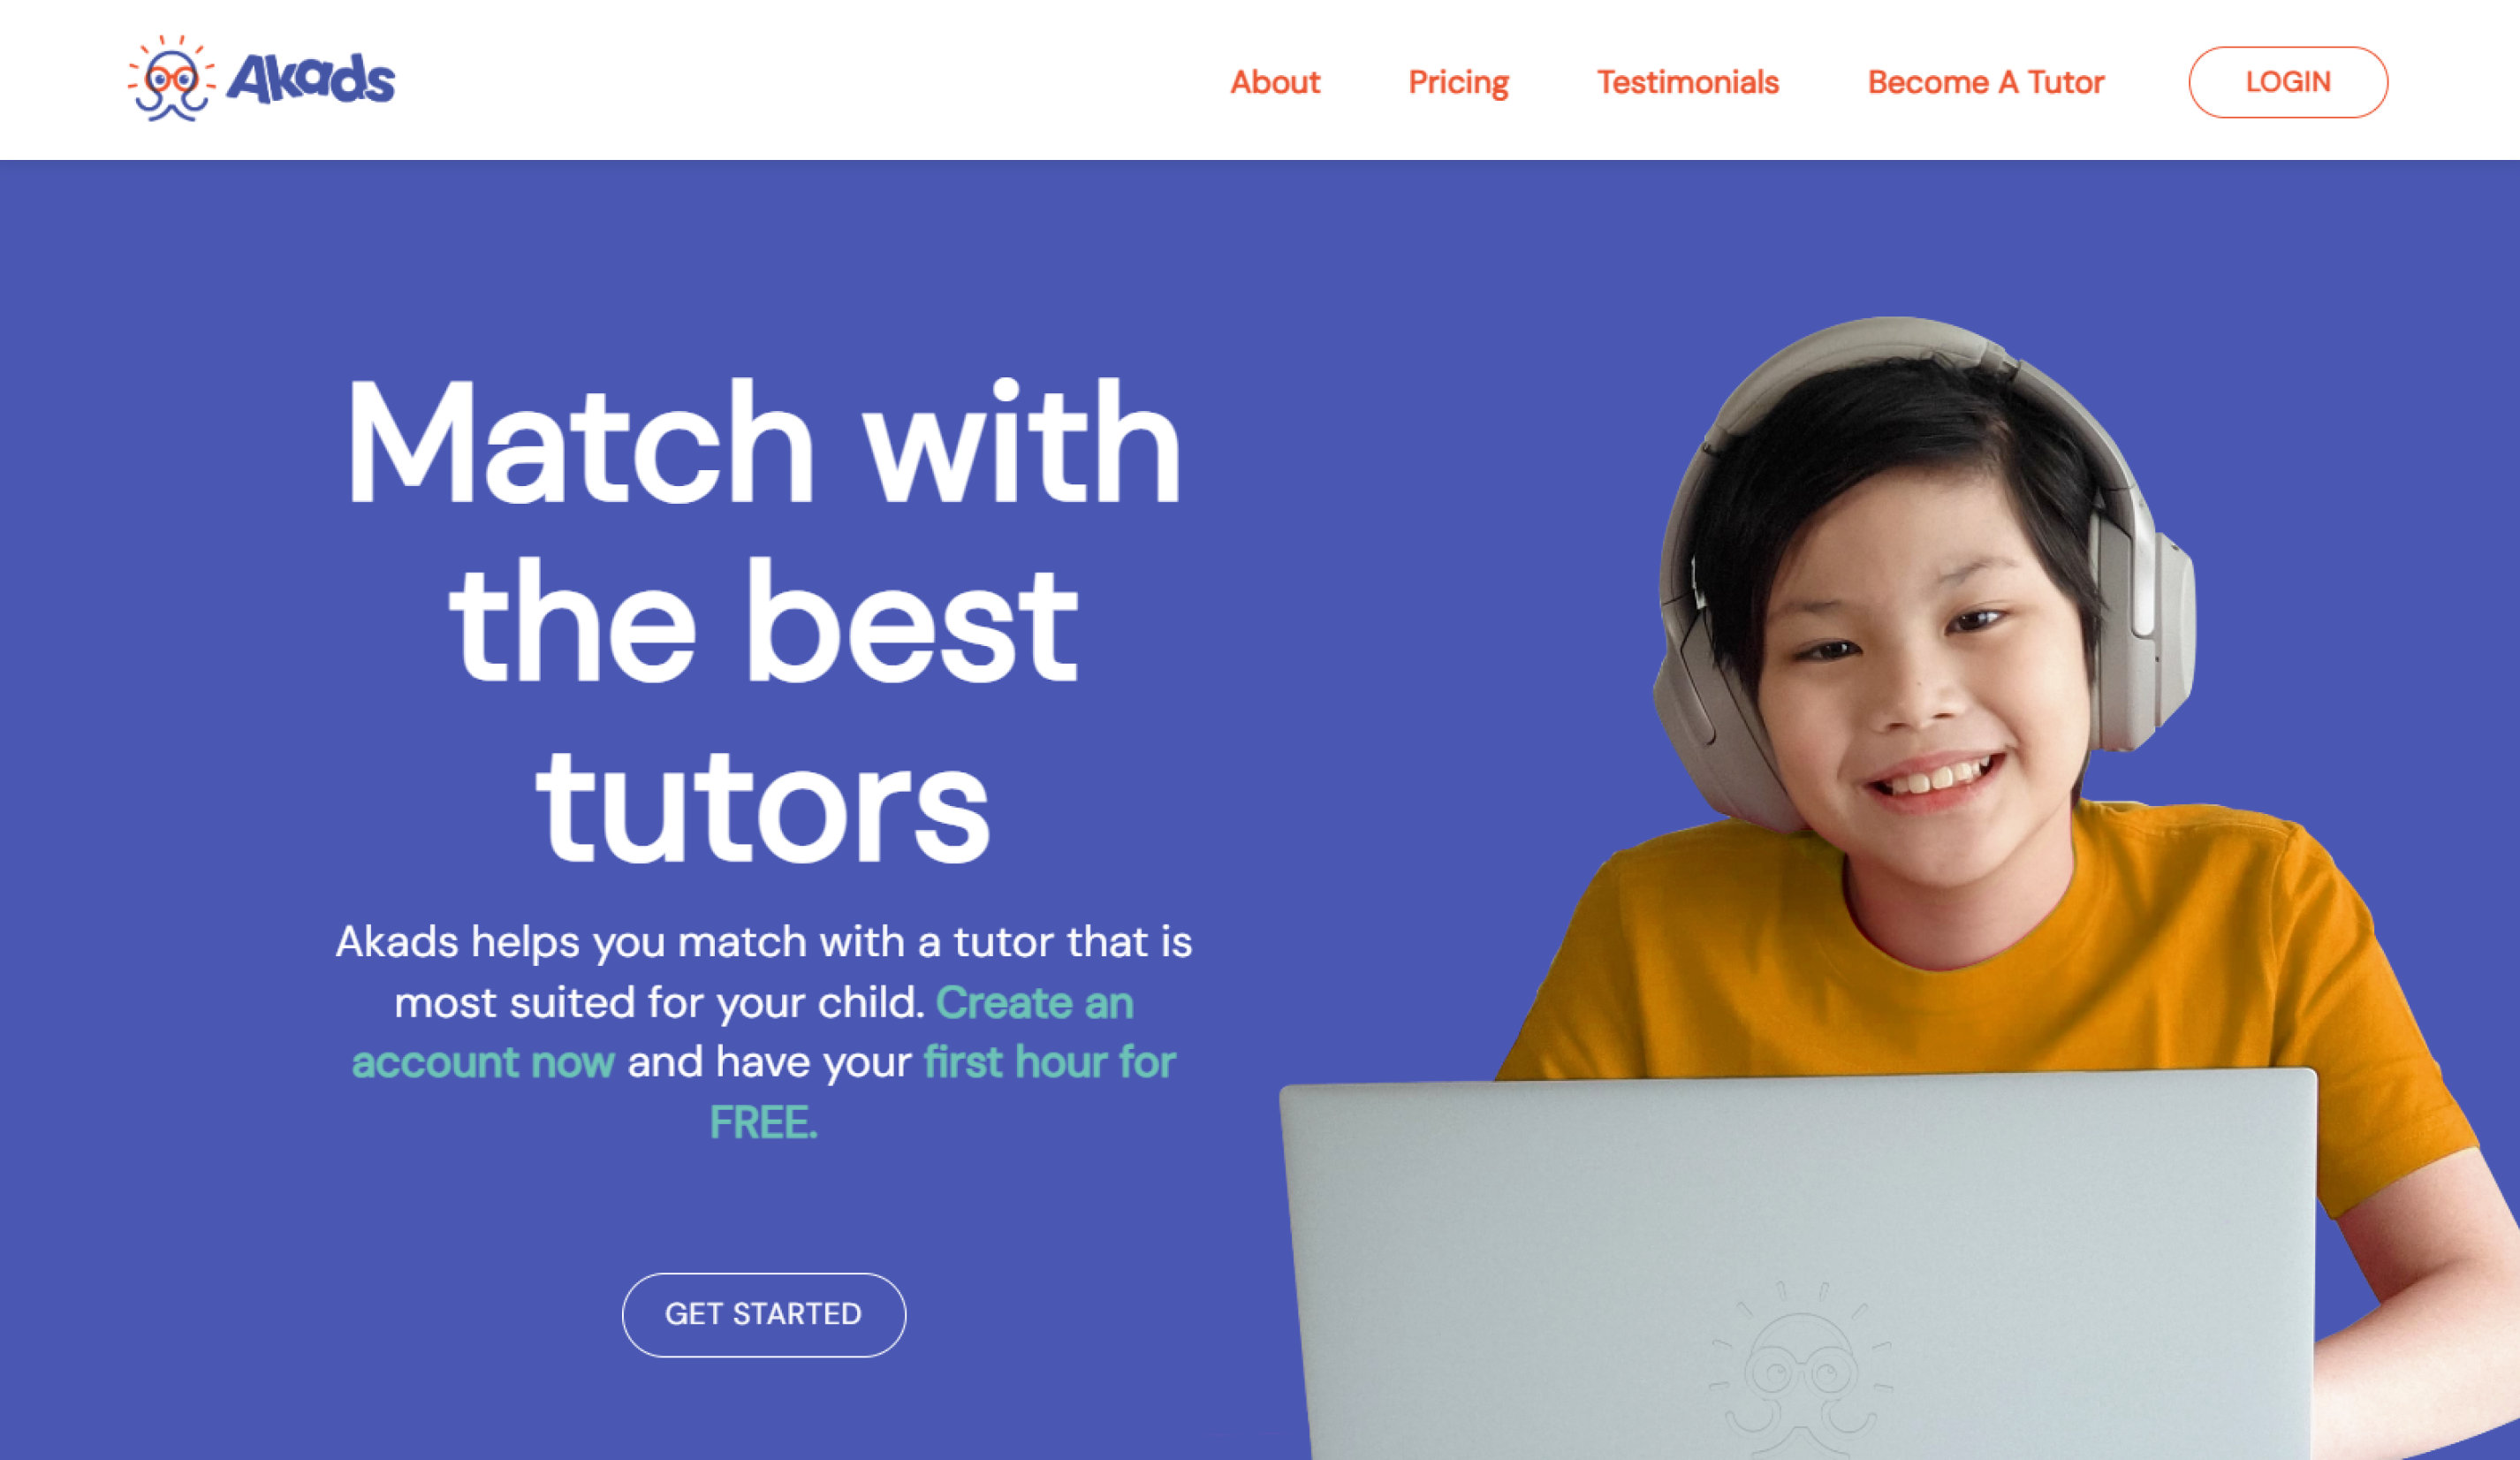 Akads
About
Pricing
Testimonials
Become A Tutor
LOGIN
Match with
the best
tutors
Akads helps you match with a tutor that is
most suited for your child. Create an
account now and have your first hour for
FREE.
GET STARTED